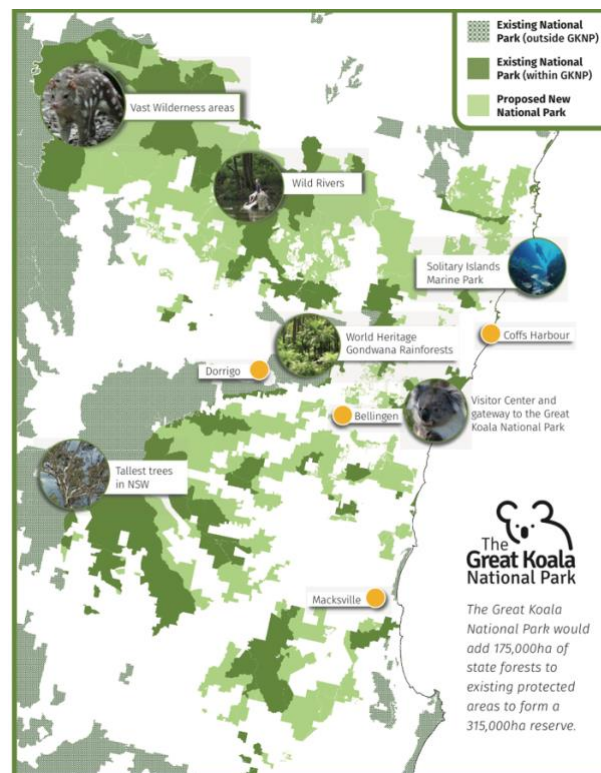 Existing National
Park (outside GKNP)
Existing National
Park (within GKNP)
Proposed New
National Park
Vast Wilderness areas
Wild Rivers
Solitary Islands
Marine Park
World Heritage
Gondwana Rainforests
Coffs Harbour
Dorrigo
Bellingen
Visitor Center and
gateway to the Great
Koala National Park
Tallest trees
in NSW
Macksville
The
Great Koala
National Park
The Great Koala
National Park would
add 175,000ha of
state forests to
existing protected
areas to form a
315,000ha reserve.